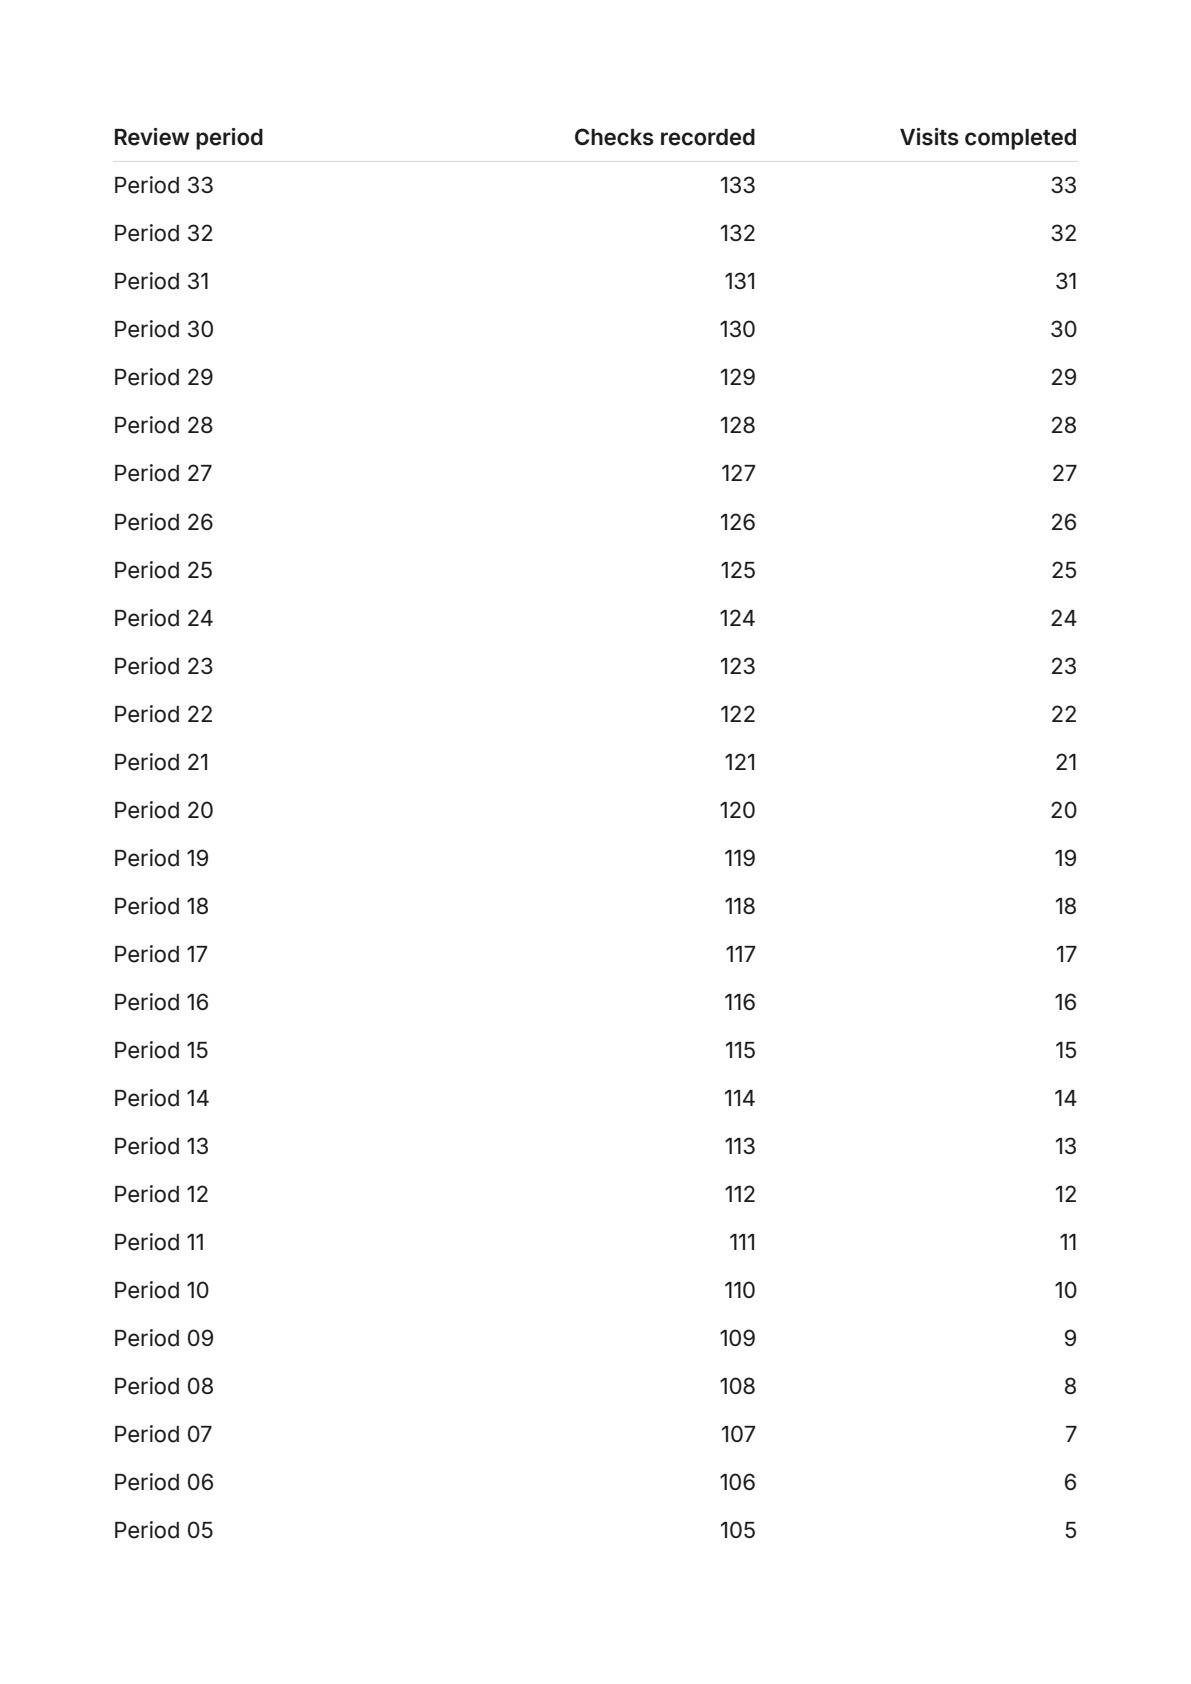 Review period Checks recorded Visits completed
Period 33 133 33
Period 32 132 32
Period 31 131 31
Period 30 130 30
Period 29 129 29
Period 28 128 28
Period 27 127 27
Period 26 126 26
Period 25 125 25
Period 24 124 24
Period 23 123 23
Period 22 122 22
Period 21 121 21
Period 20 120 20
Period 19 119 19
Period 18 118 18
Period 17 117 17
Period 16 116 16
Period 15 115 15
Period 14 114 14
Period 13 113 13
Period 12 112 12
Period 11 111 11
Period 10 110 10
Period 09 109 9
Period 08 108 8
Period 07 107 7
Period 06 106 6
Period 05 105 5